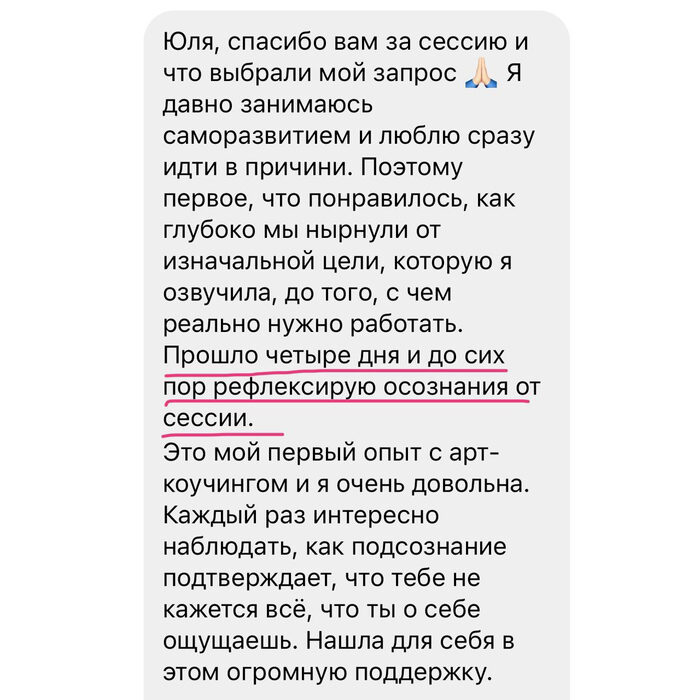 Юля, спасибо вам за сессию и
что выбрали мой запрос 🙏🏻 Я
давно занимаюсь
саморазвитием и люблю сразу
идти в причини. Поэтому
первое, что понравилось, как
глубоко мы нырнули от
изначальной цели, которую я
озвучила, до того, с чем
реально нужно работать.
Прошло четыре дня и до сих
пор рефлексирую осознания от
сессии.
Это мой первый опыт с арт-
коучингом и я очень довольна.
Каждый раз интересно
наблюдать, как подсознание
подтверждает, что тебе не
кажется всё, что ты о себе
ощущаешь. Нашла для себя в
этом огромную поддержку.